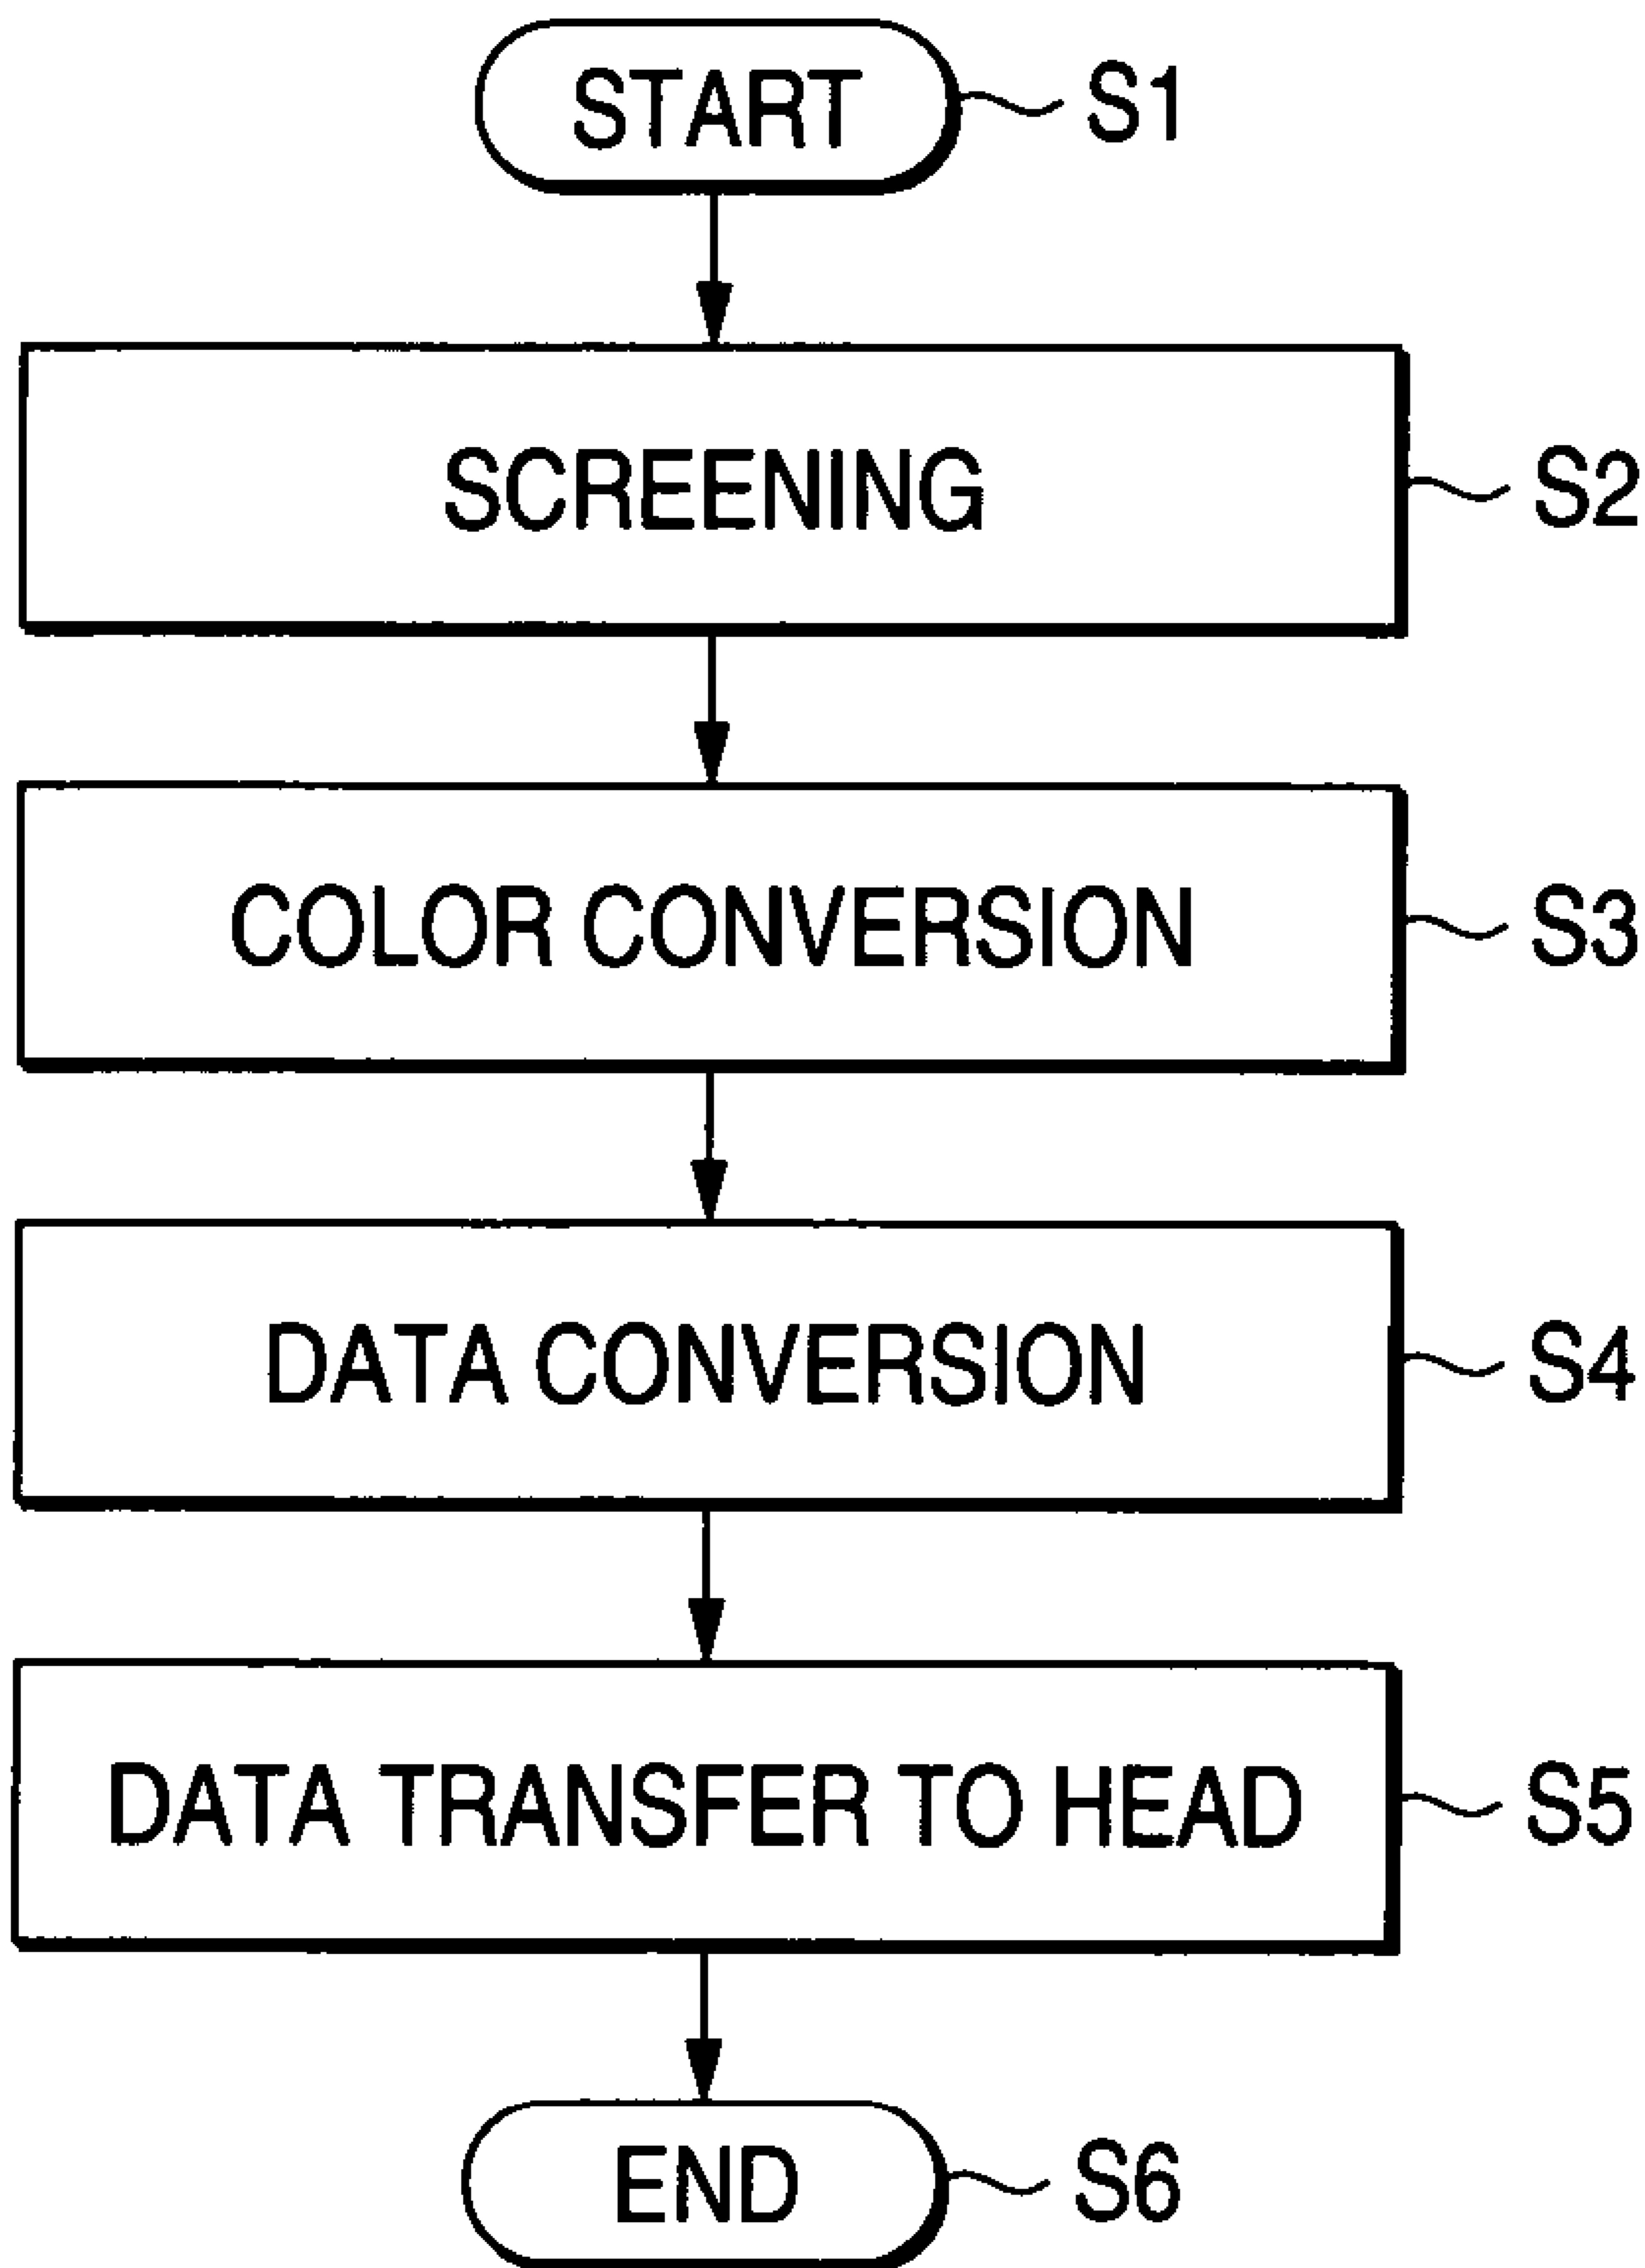 START S1
SCREENING S2
COLOR CONVERSION S3
DATA CONVERSION S4
DATA TRANSFER TO HEAD S5
END S6